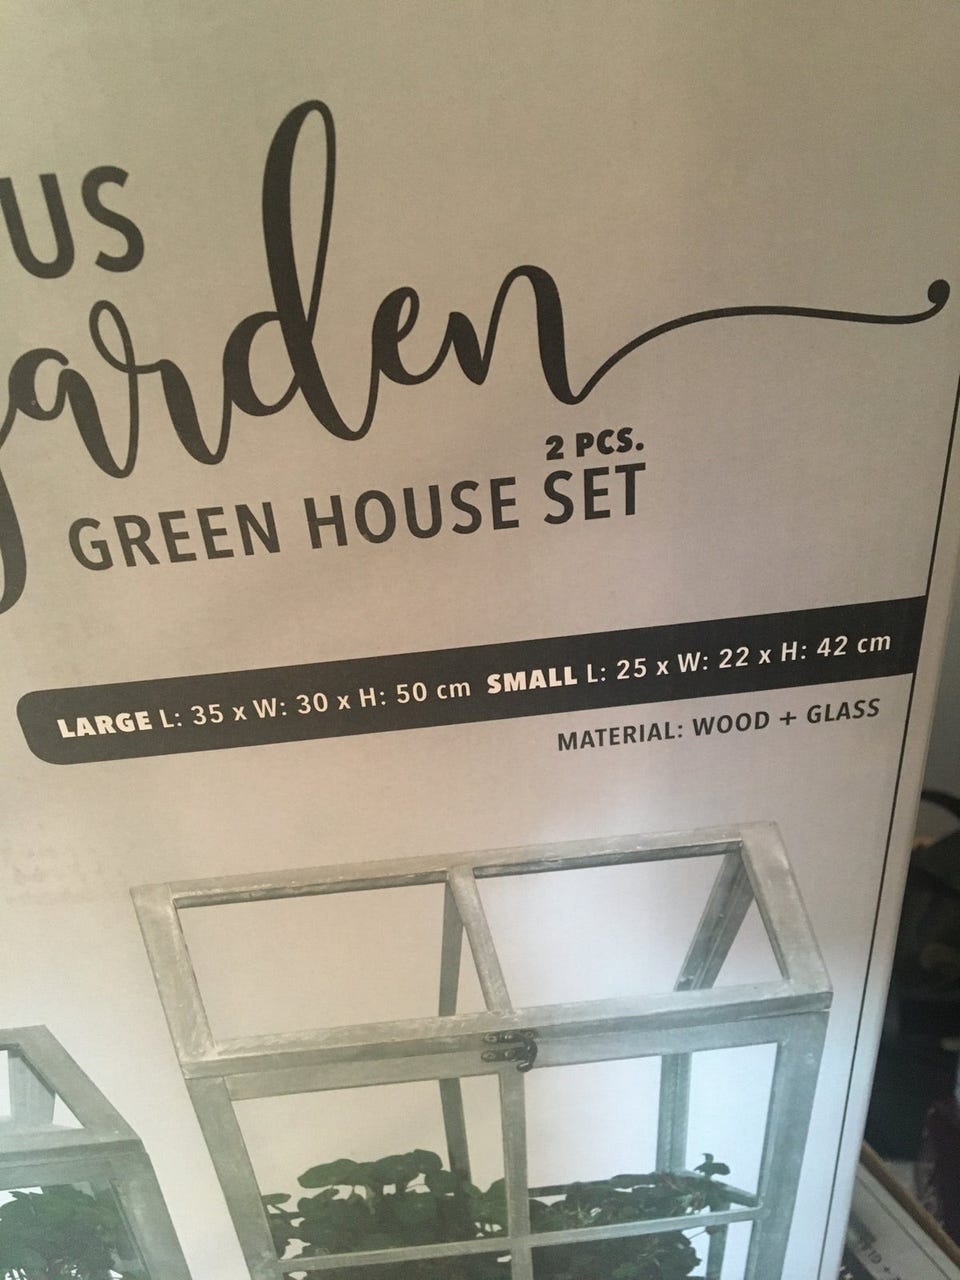 US
garden
2 PCS.
GREEN HOUSE SET
LARGE L: 35 x W: 30 x H: 50 cm SMALL L: 25 x W: 22 x H: 42 cm
MATERIAL: WOOD + GLASS